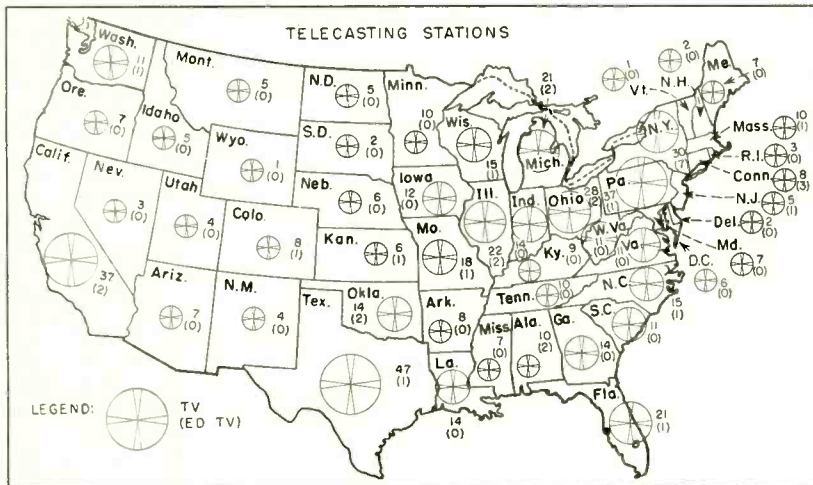 TELECASTING STATIONS
Wash.
11
(1)
Ore.
7
(0)
Calif.
37
(2)
Idaho
5
(0)
Nev.
3
(0)
Mont.
5
(0)
Wyo.
1
(0)
Utah
4
(0)
Colo.
8
(1)
Ariz.
7
(0)
N.M.
4
(0)
N.D.
5
(0)
S.D.
2
(0)
Neb.
6
(0)
Kan.
6
(1)
Okla.
14
(2)
Tex.
47
(1)
Minn.
10
(0)
Iowa
12
(0)
Mo.
18
(1)
Ark.
8
(0)
La.
14
(0)
Wis.
15
(1)
Ill.
22
(2)
Mich.
21
(2)
Ind.
14
(0)
Ohio
28
(2)
Ky.
9
(0)
Tenn.
10
(0)
Miss.
7
(0)
Ala.
10
(2)
Ga.
14
(0)
Fla.
21
(1)
S.C.
11
(0)
N.C.
15
(1)
Va.
(0)
W.Va.
11
(0)
Pa.
37
(1)
N.Y.
30
(7)
Vt.
1
(0)
N.H.
2
(0)
Me.
7
(0)
Mass.
10
(1)
R.I.
3
(0)
Conn.
8
(3)
N.J.
5
(1)
Del.
2
(0)
Md.
7
(0)
D.C.
6
(0)
LEGEND:
TV
(ED TV)